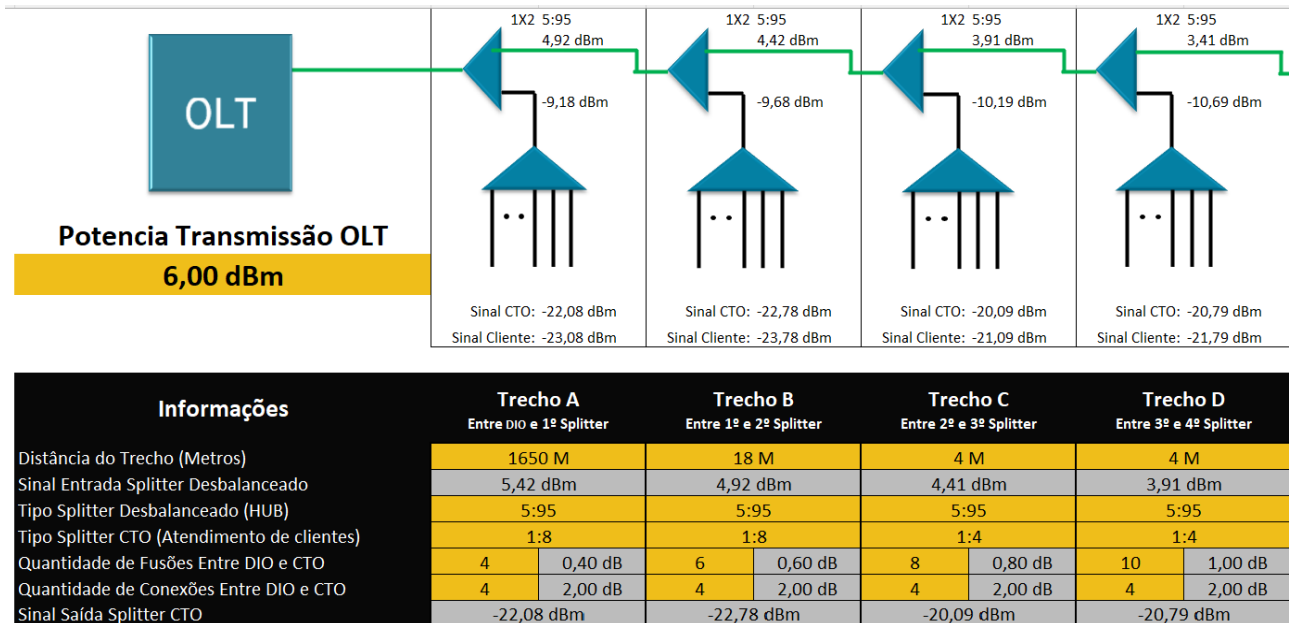 1X2 5:95 1X2 5:95 1X2 5:95 1X2 5:95
4,92 dBm 4,42 dBm 3,91 dBm 3,41 dBm
OLT
-9,18 dBm -9,68 dBm -10,19 dBm -10,69 dBm
Potencia Transmissão OLT
6,00 dBm
Sinal CTO: -22,08 dBm Sinal CTO: -22,78 dBm Sinal CTO: -20,09 dBm Sinal CTO: -20,79 dBm
Sinal Cliente: -23,08 dBm Sinal Cliente: -23,78 dBm Sinal Cliente: -21,09 dBm Sinal Cliente: -21,79 dBm
Informações Trecho A Trecho B Trecho C Trecho D
Entre DIO e 1º Splitter Entre 1º e 2º Splitter Entre 2º e 3º Splitter Entre 3º e 4º Splitter
Distância do Trecho (Metros) 1650 M 18 M 4 M 4 M
Sinal Entrada Splitter Desbalanceado 5,42 dBm 4,92 dBm 4,41 dBm 3,91 dBm
Tipo Splitter Desbalanceado (HUB) 5:95 5:95 5:95 5:95
Tipo Splitter CTO (Atendimento de clientes) 1:8 1:8 1:4 1:4
Quantidade de Fusões Entre DIO e CTO 4 0,40 dB 6 0,60 dB 8 0,80 dB 10 1,00 dB
Quantidade de Conexões Entre DIO e CTO 4 2,00 dB 4 2,00 dB 4 2,00 dB 4 2,00 dB
Sinal Saída Splitter CTO -22,08 dBm -22,78 dBm -20,09 dBm -20,79 dBm